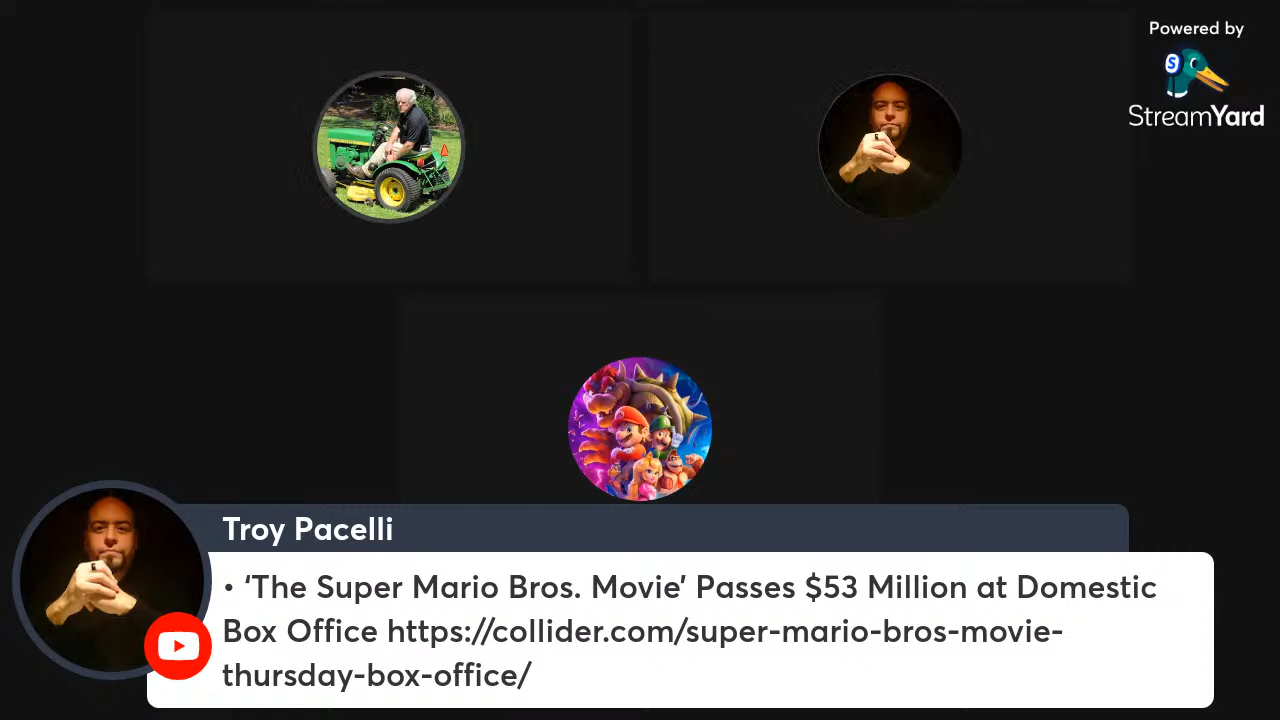 Powered by
S
StreamYard
Troy Pacelli
• ‘The Super Mario Bros. Movie’ Passes $53 Million at Domestic
Box Office https://collider.com/super-mario-bros-movie-
thursday-box-office/